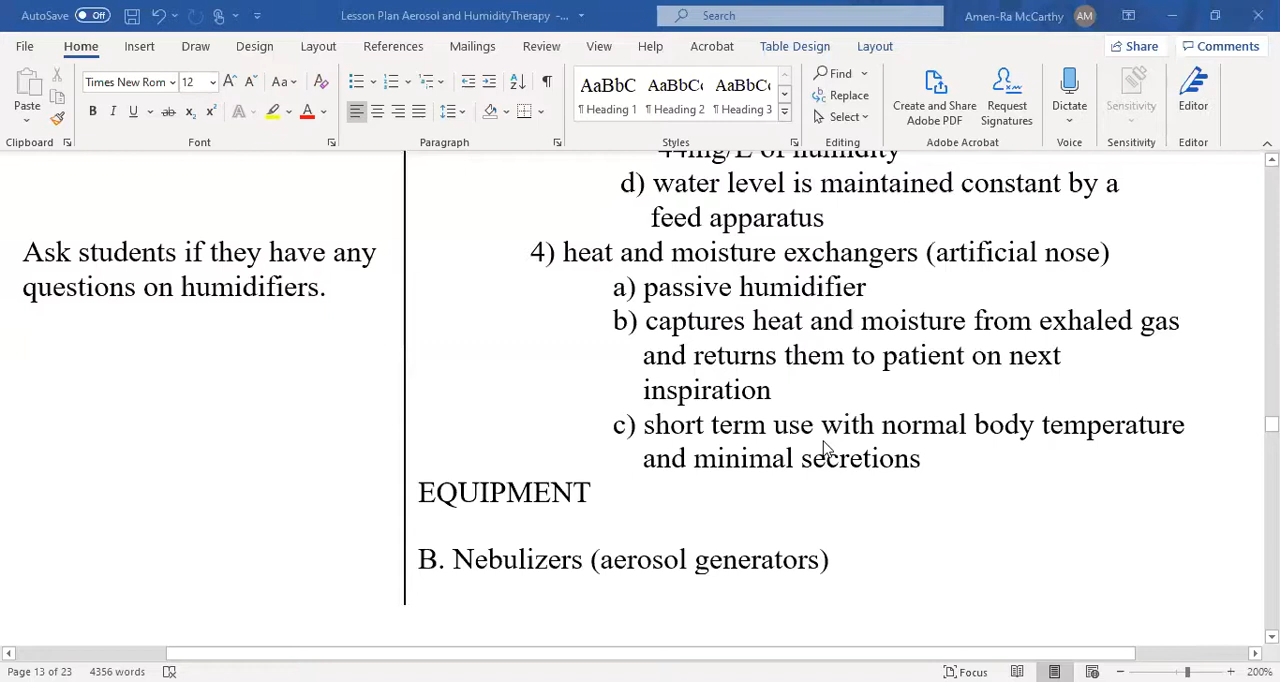 AutoSave Off Lesson Plan Aerosol and HumidityTherapy -... Search Amen-Ra McCarthy AM
File Home Insert Draw Design Layout References Mailings Review View Help Acrobat Table Design Layout Share Comments
Paste Times New Rom 12 Aa AaBbC AaBbCc AaBbC Find Replace Select
Heading 1 Heading 2 Heading 3
Create and Share Adobe PDF Request Signatures Dictate Sensitivity Editor
Clipboard Font Paragraph Styles Editing Adobe Acrobat Voice Sensitivity Editor
44mg/L of humidity
d) water level is maintained constant by a
feed apparatus
Ask students if they have any
questions on humidifiers.
4) heat and moisture exchangers (artificial nose)
a) passive humidifier
b) captures heat and moisture from exhaled gas
and returns them to patient on next
inspiration
c) short term use with normal body temperature
and minimal secretions
EQUIPMENT
B. Nebulizers (aerosol generators)
Page 13 of 23 4356 words Focus 200%